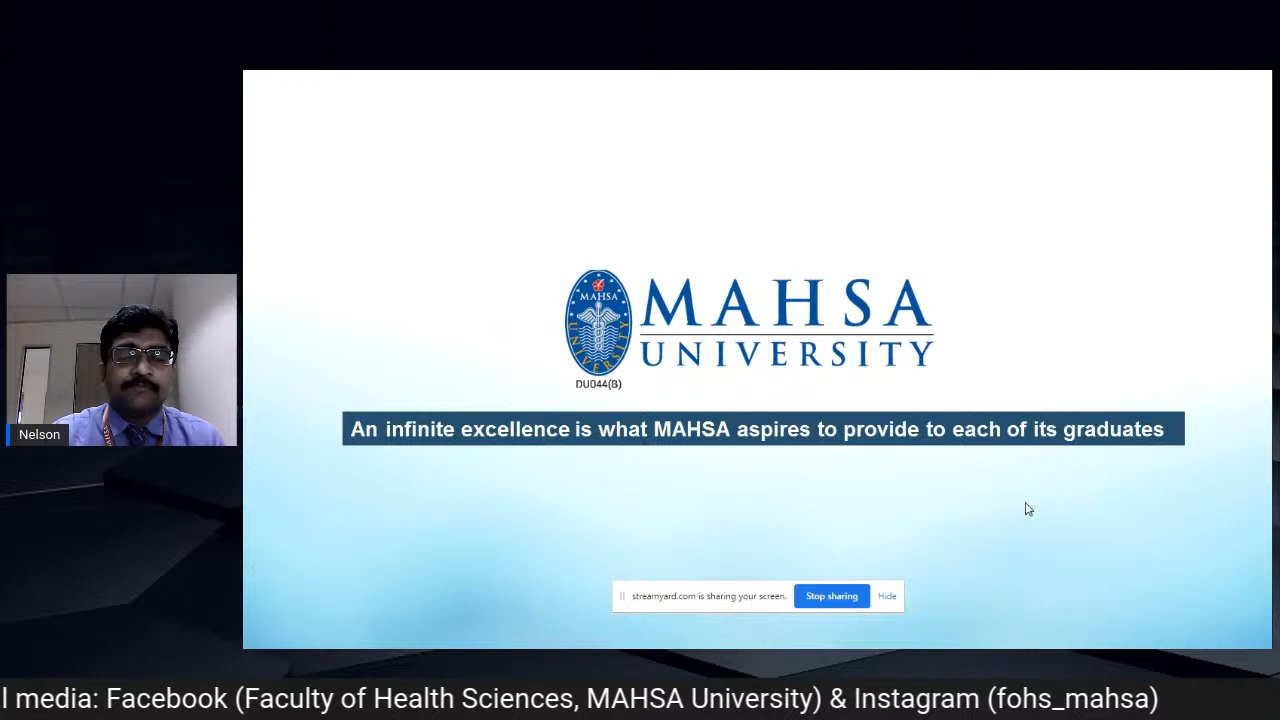 MAHSA
UNIVERSITY
MAHSA
UNIVERSITY
DU044(B)
An infinite excellence is what MAHSA aspires to provide to each of its graduates
Nelson
streamyard.com is sharing your screen.
Stop sharing
Hide
l media: Facebook (Faculty of Health Sciences, MAHSA University) & Instagram (fohs_mahsa)